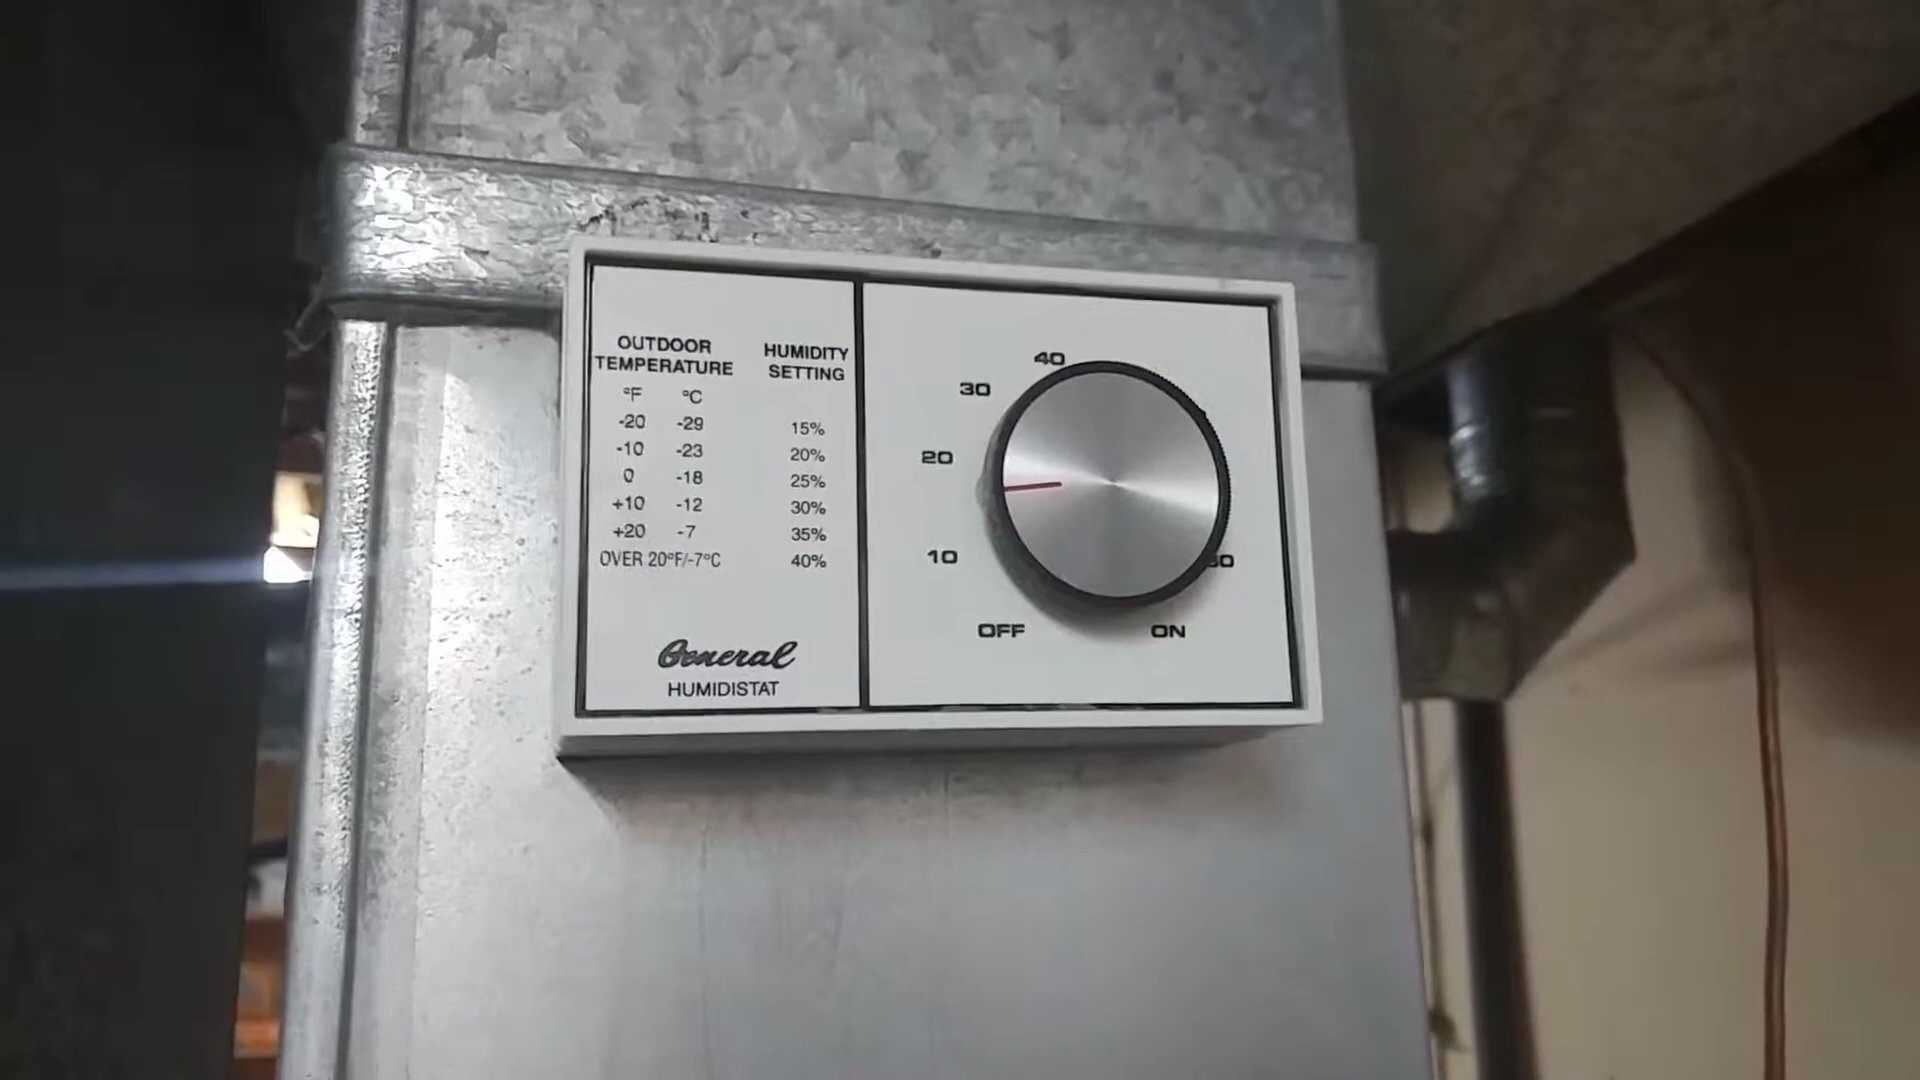 OUTDOOR
TEMPERATURE
HUMIDITY
SETTING
°F °C
-20 -29 15%
-10 -23 20%
0 -18 25%
+10 -12 30%
+20 -7 35%
OVER 20°F/-7°C 40%
General
HUMIDISTAT
40
30
20
10
OFF
ON